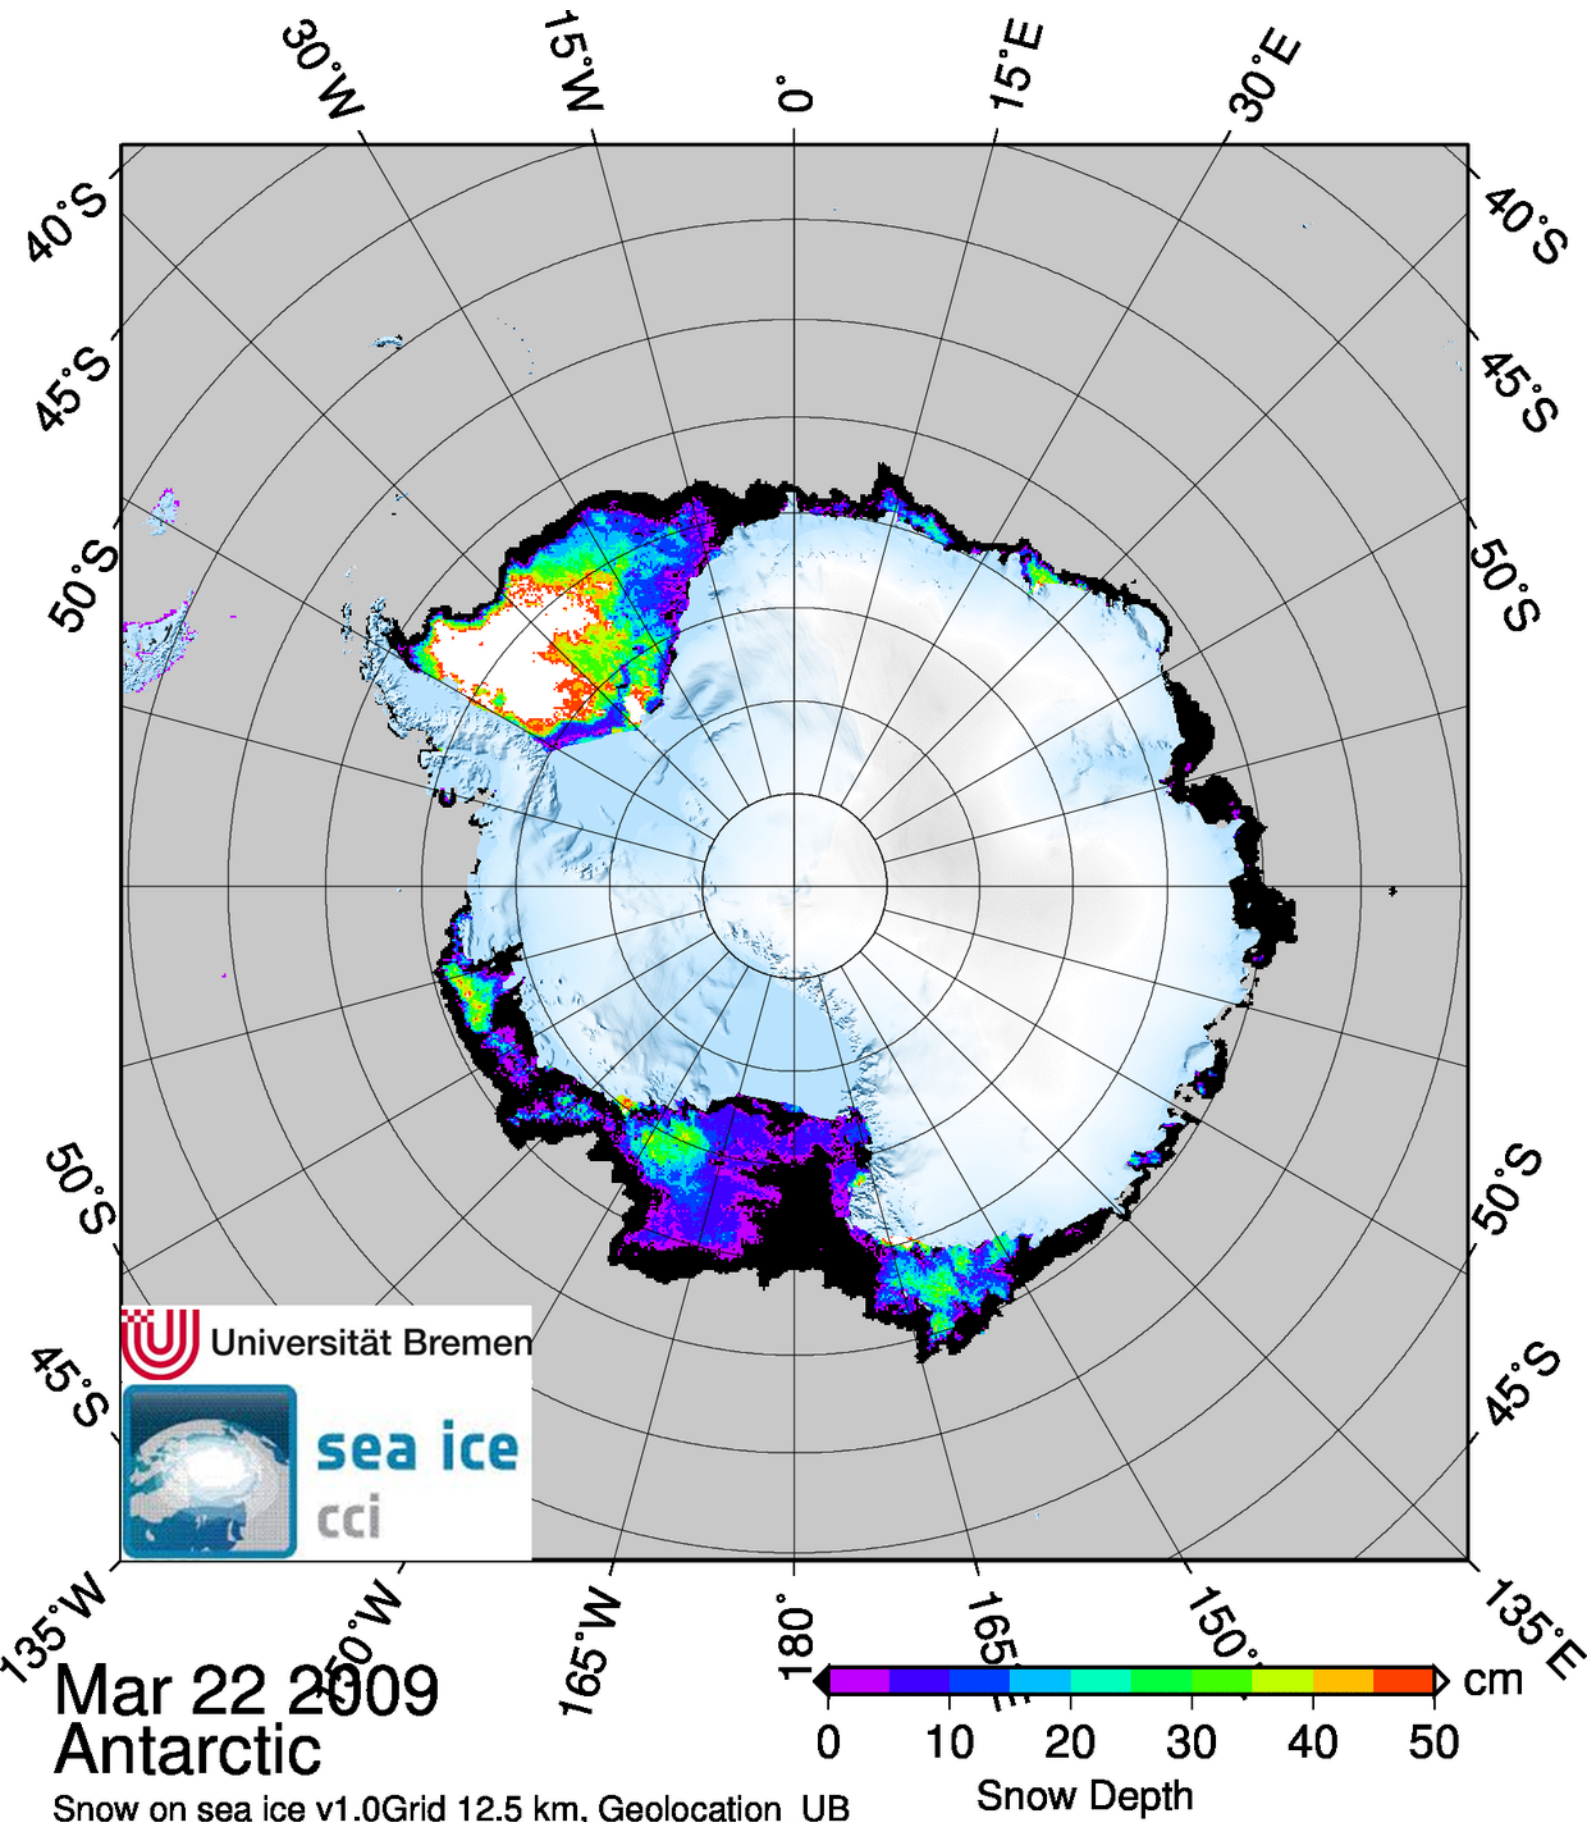 30°W 15°W 0° 15°E 30°E
40°S 40°S
45°S 45°S
50°S 50°S
50°S 50°S
45°S 45°S
Universität Bremen
sea ice
cci
135°W 150°W 165°W 180° 165°E 150° 135°E
Mar 22 2009
Antarctic
Snow on sea ice v1.0Grid 12.5 km, Geolocation UB
cm
0 10 20 30 40 50
Snow Depth